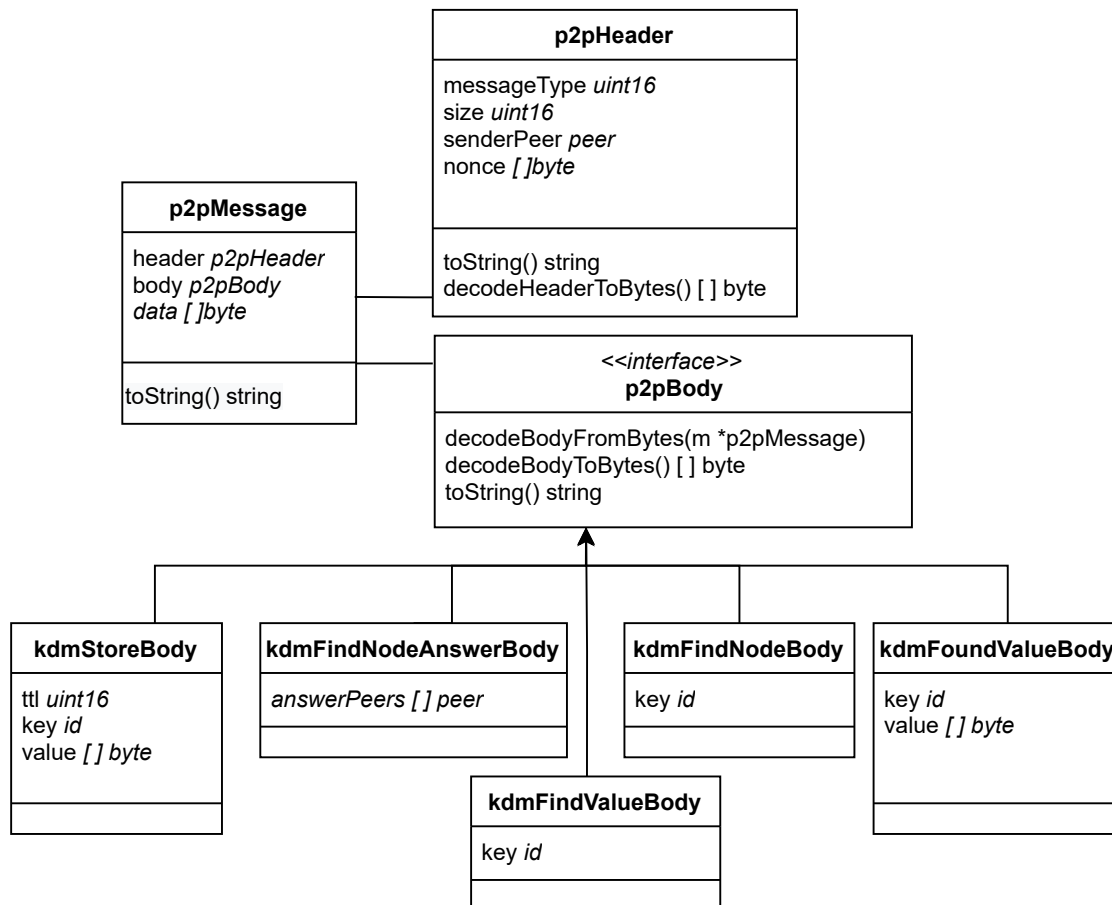 p2pHeader
messageType uint16
size uint16
senderPeer peer
nonce [ ]byte
toString() string
decodeHeaderToBytes() [ ] byte
p2pMessage
header p2pHeader
body p2pBody
data [ ]byte
toString() string
<<interface>>
p2pBody
decodeBodyFromBytes(m *p2pMessage)
decodeBodyToBytes() [ ] byte
toString() string
kdmStoreBody
ttl uint16
key id
value [ ] byte
kdmFindNodeAnswerBody
answerPeers [ ] peer
kdmFindNodeBody
key id
kdmFoundValueBody
key id
value [ ] byte
kdmFindValueBody
key id